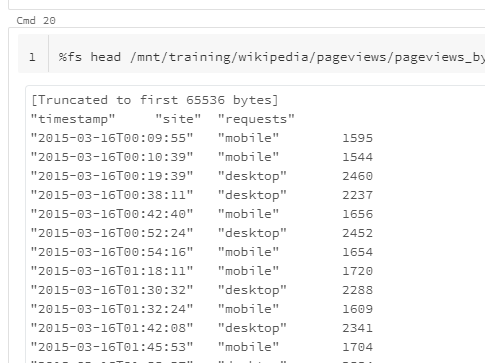 Cmd 20
1 %fs head /mnt/training/wikipedia/pageviews/pageviews_by
[Truncated to first 65536 bytes]
"timestamp" "site" "requests"
"2015-03-16T00:09:55" "mobile" 1595
"2015-03-16T00:10:39" "mobile" 1544
"2015-03-16T00:19:39" "desktop" 2460
"2015-03-16T00:38:11" "desktop" 2237
"2015-03-16T00:42:40" "mobile" 1656
"2015-03-16T00:52:24" "desktop" 2452
"2015-03-16T00:54:16" "mobile" 1654
"2015-03-16T01:18:11" "mobile" 1720
"2015-03-16T01:30:32" "desktop" 2288
"2015-03-16T01:32:24" "mobile" 1609
"2015-03-16T01:42:08" "desktop" 2341
"2015-03-16T01:45:53" "mobile" 1704